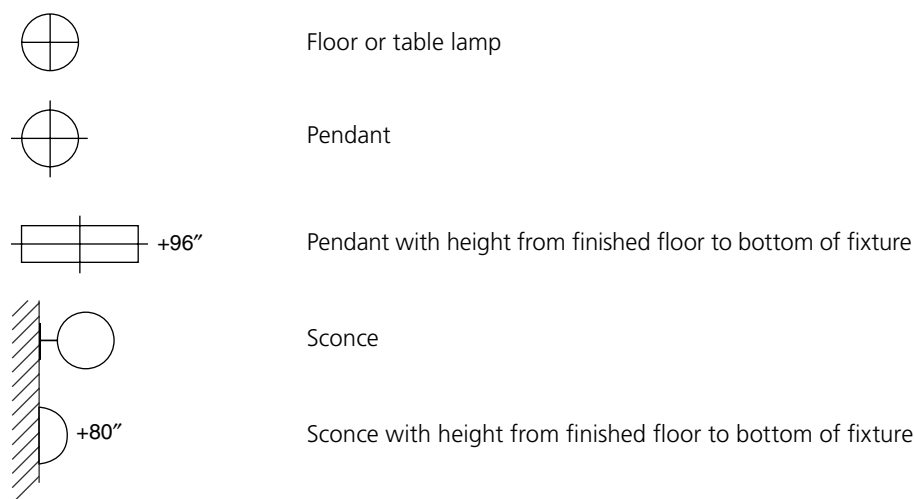 Floor or table lamp
Pendant
+96″ Pendant with height from finished floor to bottom of fixture
Sconce
+80″ Sconce with height from finished floor to bottom of fixture